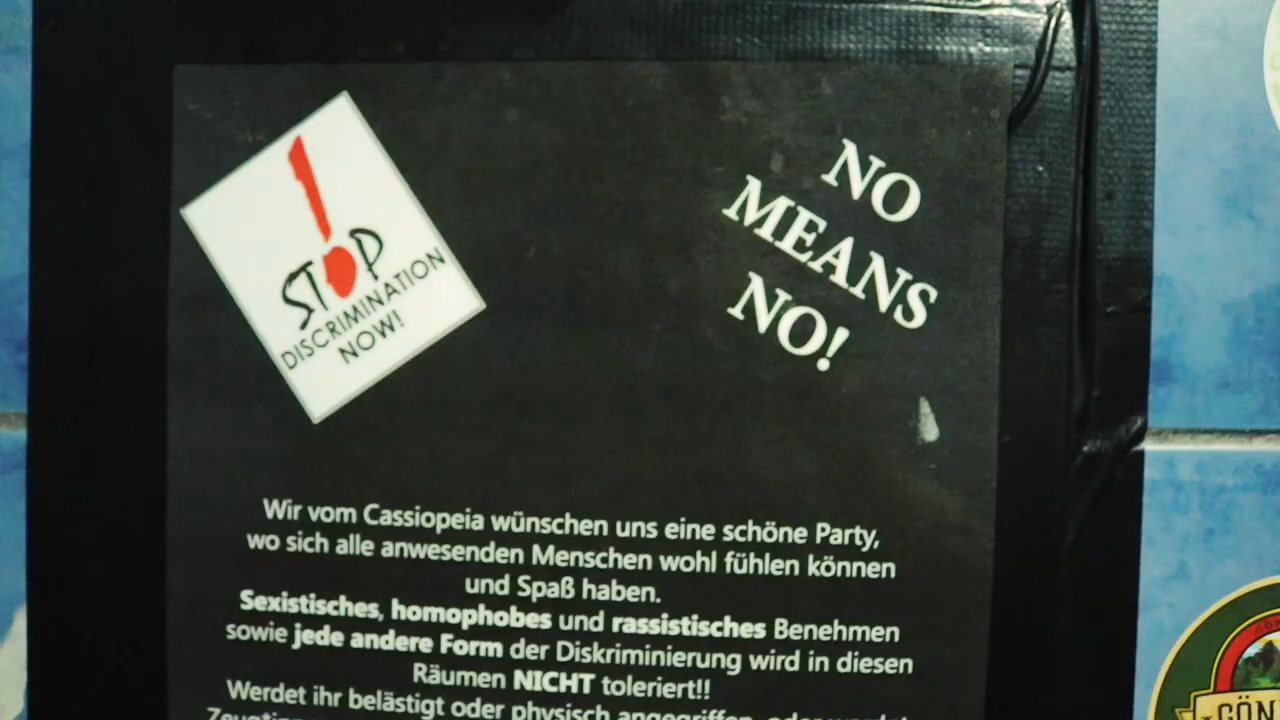 STOP
DISCRIMINATION
NOW!
NO
MEANS
NO!
Wir vom Cassiopeia wünschen uns eine schöne Party,
wo sich alle anwesenden Menschen wohl fühlen können
und Spaß haben.
Sexistisches, homophobes und rassistisches Benehmen
sowie jede andere Form der Diskriminierung wird in diesen
Räumen NICHT toleriert!!
Werdet ihr belästigt oder physisch angegriffen, oder
GÖN